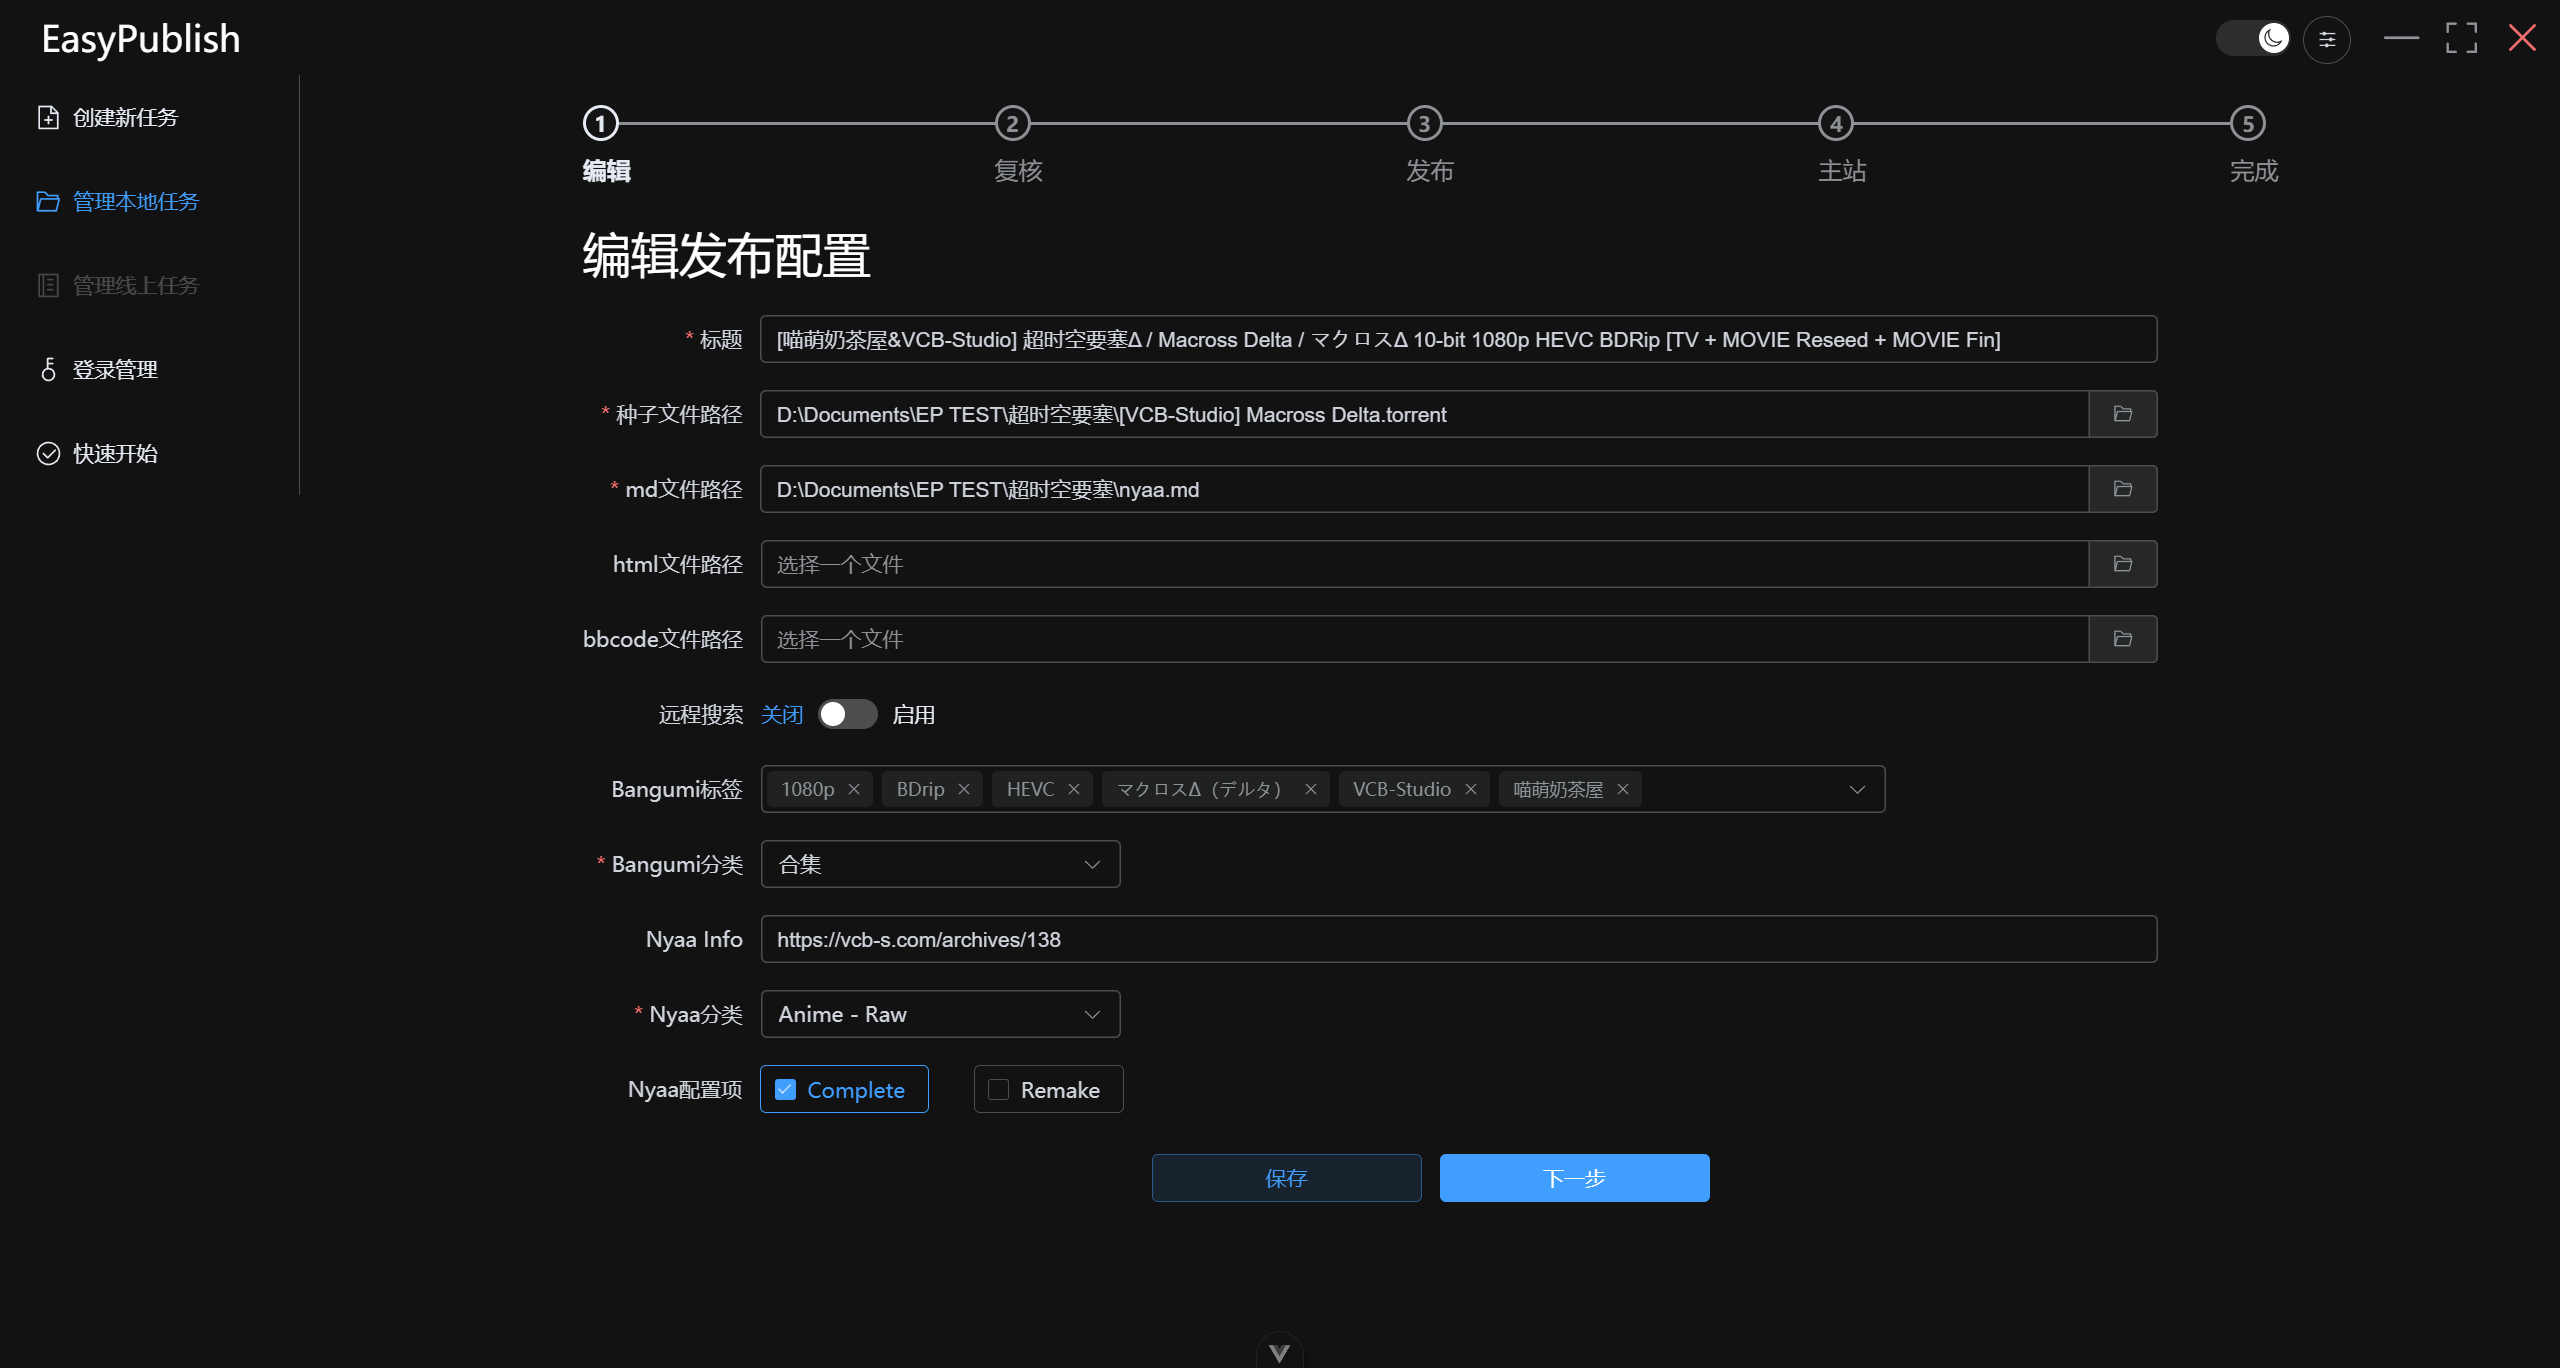 EasyPublish
创建新任务
管理本地任务
管理线上任务
登录管理
快速开始
1 2 3 4 5
编辑 复核 发布 主站 完成
编辑发布配置
* 标题 [喵萌奶茶屋&VCB-Studio] 超时空要塞Δ / Macross Delta / マクロスΔ 10-bit 1080p HEVC BDRip [TV + MOVIE Reseed + MOVIE Fin]
* 种子文件路径 D:\Documents\EP TEST\超时空要塞\[VCB-Studio] Macross Delta.torrent
* md文件路径 D:\Documents\EP TEST\超时空要塞\nyaa.md
html文件路径 选择一个文件
bbcode文件路径 选择一个文件
远程搜索 关闭 启用
Bangumi标签 1080p BDrip HEVC マクロスΔ（デルタ） VCB-Studio 喵萌奶茶屋
* Bangumi分类 合集
Nyaa Info https://vcb-s.com/archives/138
* Nyaa分类 Anime - Raw
Nyaa配置项 Complete Remake
保存 下一步